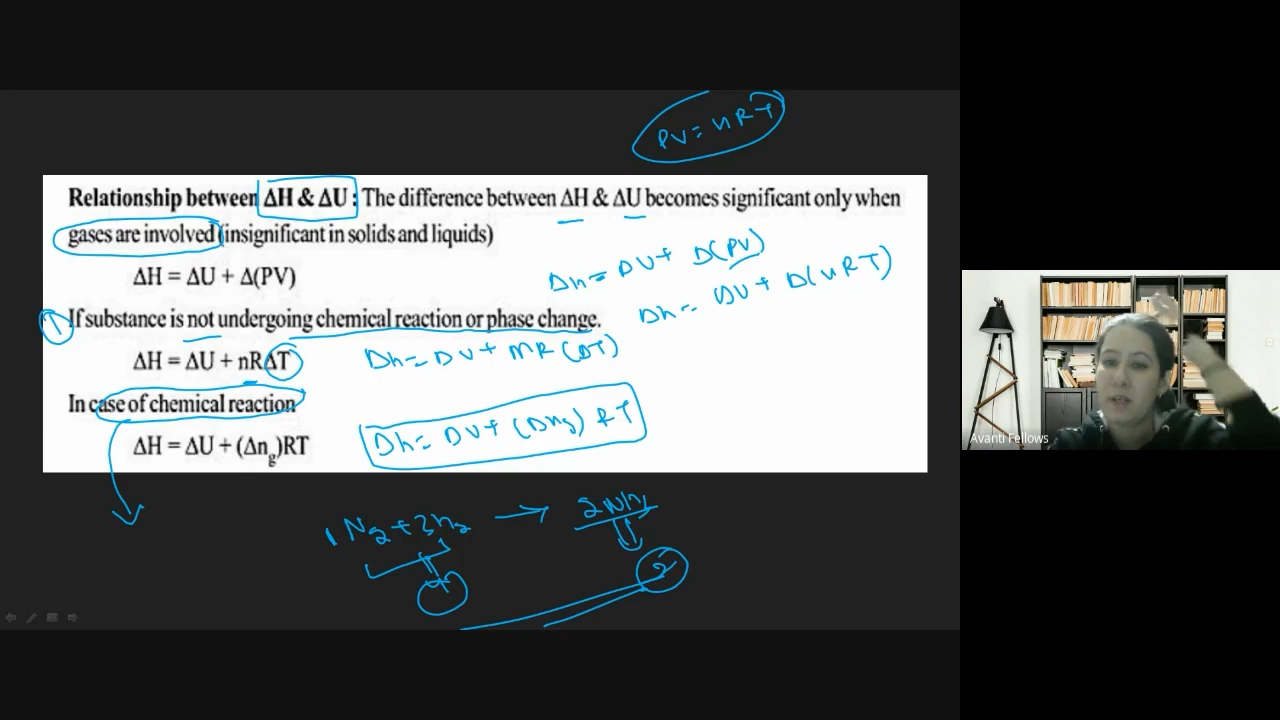 PV = nRT
Relationship between ΔH & ΔU : The difference between ΔH & ΔU becomes significant only when
gases are involved (insignificant in solids and liquids)
ΔH = ΔU + Δ(PV)
Δh = ΔU + Δ(PV)
Δh = ΔU + Δ(nRT)
1 If substance is not undergoing chemical reaction or phase change.
ΔH = ΔU + nRΔT
Δh = ΔU + nR(ΔT)
In case of chemical reaction
ΔH = ΔU + (Δng)RT
Δh = ΔU + (Δng) RT
1N2 + 3h2 → 2Nh3
4
2
Avanti Fellows